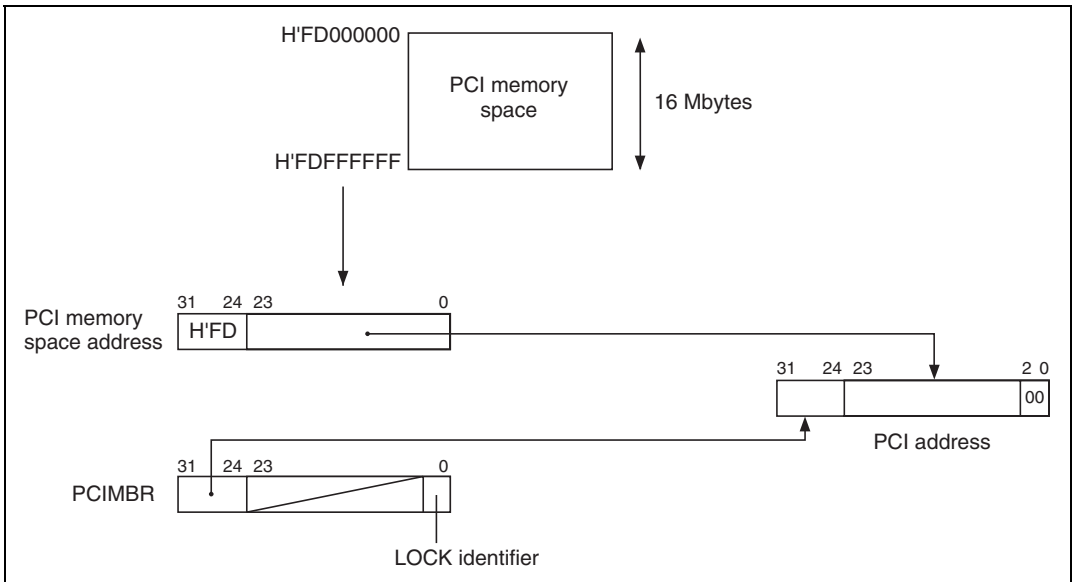 H'FD000000
PCI memory
space
16 Mbytes
H'FDFFFFFF
31 24 23 0
PCI memory
space address
H'FD
31 24 23 2 0
00
PCI address
31 24 23 0
PCIMBR
LOCK identifier